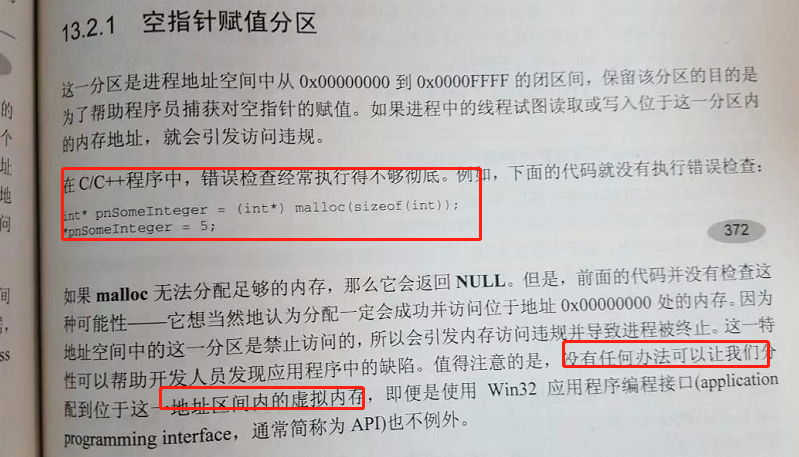 13.2.1 空指针赋值分区
这一分区是进程地址空间中从 0x00000000 到 0x0000FFFF 的闭区间，保留该分区的目的是
为了帮助程序员捕获对空指针的赋值。如果进程中的线程试图读取或写入位于这一分区内
的内存地址，就会引发访问违规。
在 C/C++程序中，错误检查经常执行得不够彻底。例如，下面的代码就没有执行错误检查：
int* pnSomeInteger = (int*) malloc(sizeof(int));
*pnSomeInteger = 5;
372
如果 malloc 无法分配足够的内存，那么它会返回 NULL。但是，前面的代码并没有检查这
种可能性——它想当然地认为分配一定会成功并访问位于地址 0x00000000 处的内存。因为
地址空间中的这一分区是禁止访问的，所以会引发内存访问违规并导致进程被终止。这一特
性可以帮助开发人员发现应用程序中的缺陷。值得注意的是，没有任何办法可以让我们分
配到位于这一地址区间内的虚拟内存，即便是使用 Win32 应用程序编程接口(application
programming interface，通常简称为 API)也不例外。
的
个
址
地
问
间
ss